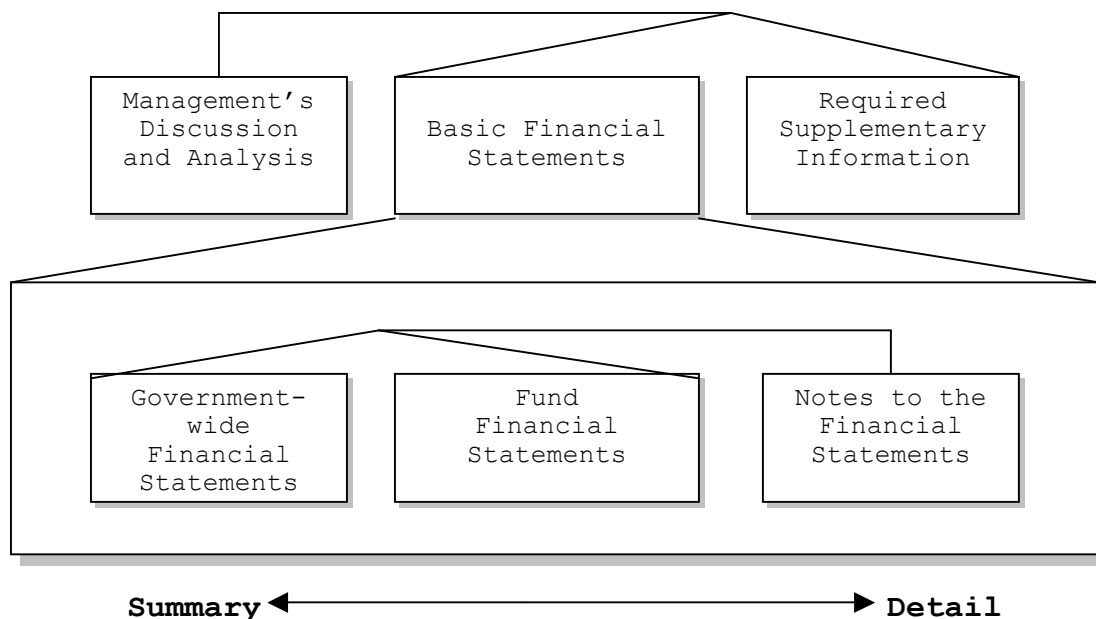 Management’s
Discussion
and Analysis
Basic Financial
Statements
Required
Supplementary
Information
Government-
wide
Financial
Statements
Fund
Financial
Statements
Notes to the
Financial
Statements
Summary
Detail